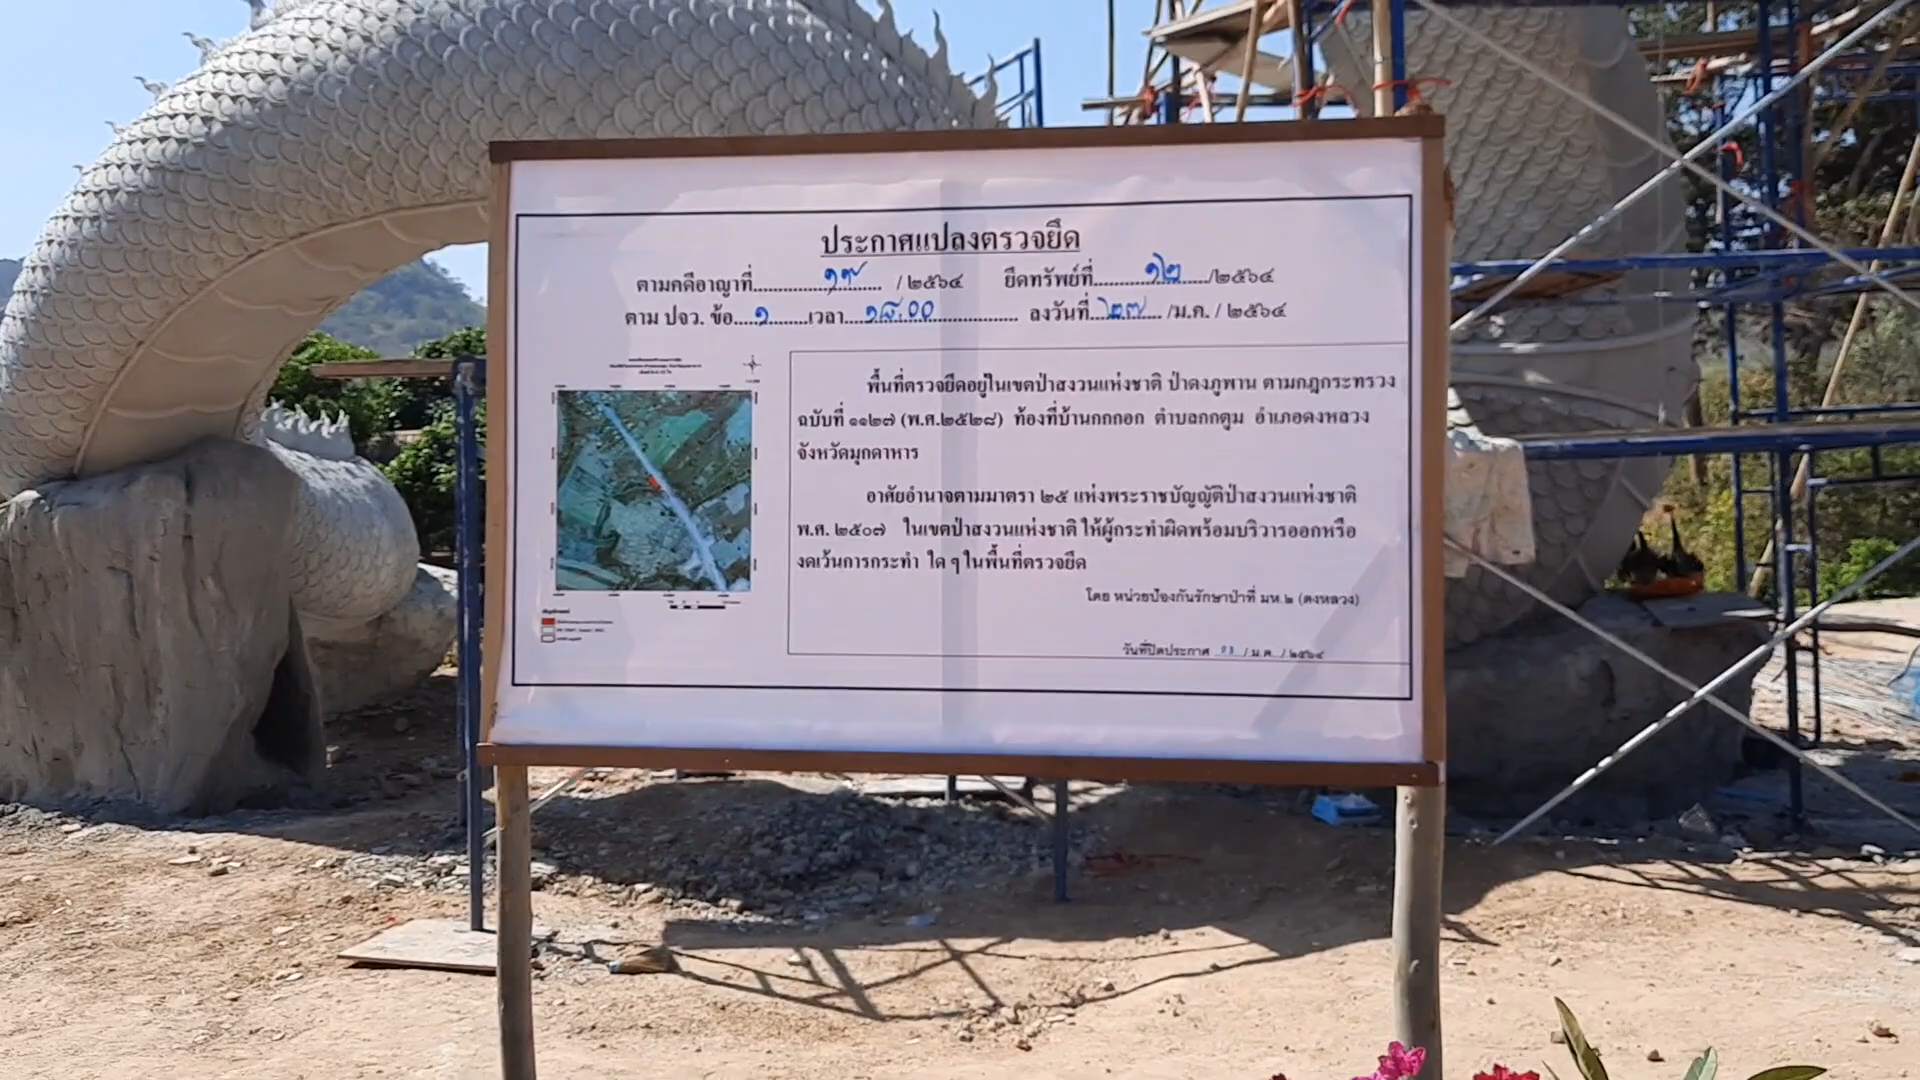 ประกาศแปลงตรวจยึด
ตามคดีอาญาที่ ๑๙ / ๒๕๖๔ ยึดทรัพย์ที่ ๑๒ /๒๕๖๔
ตาม ปจว. ข้อ ๑ เวลา ๑๘.๐๐ ลงวันที่ ๒๗ /ม.ค. / ๒๕๖๔
พื้นที่ตรวจยึดอยู่ในเขตป่าสงวนแห่งชาติ ป่าดงภูพาน ตามกฎกระทรวง
ฉบับที่ ๑๑๒๗ (พ.ศ.๒๕๒๘) ท้องที่บ้านกกกอก ตำบลกกตูม อำเภอดงหลวง
จังหวัดมุกดาหาร
อาศัยอำนาจตามมาตรา ๒๕ แห่งพระราชบัญญัติป่าสงวนแห่งชาติ
พ.ศ. ๒๕๐๗ ในเขตป่าสงวนแห่งชาติ ให้ผู้กระทำผิดพร้อมบริวารออกหรือ
งดเว้นการกระทำ ใด ๆ ในพื้นที่ตรวจยึด
โดย หน่วยป้องกันรักษาป่าที่ มห.๒ (ดงหลวง)
วันที่ปิดประกาศ / ม.ค. / ๒๕๖๔